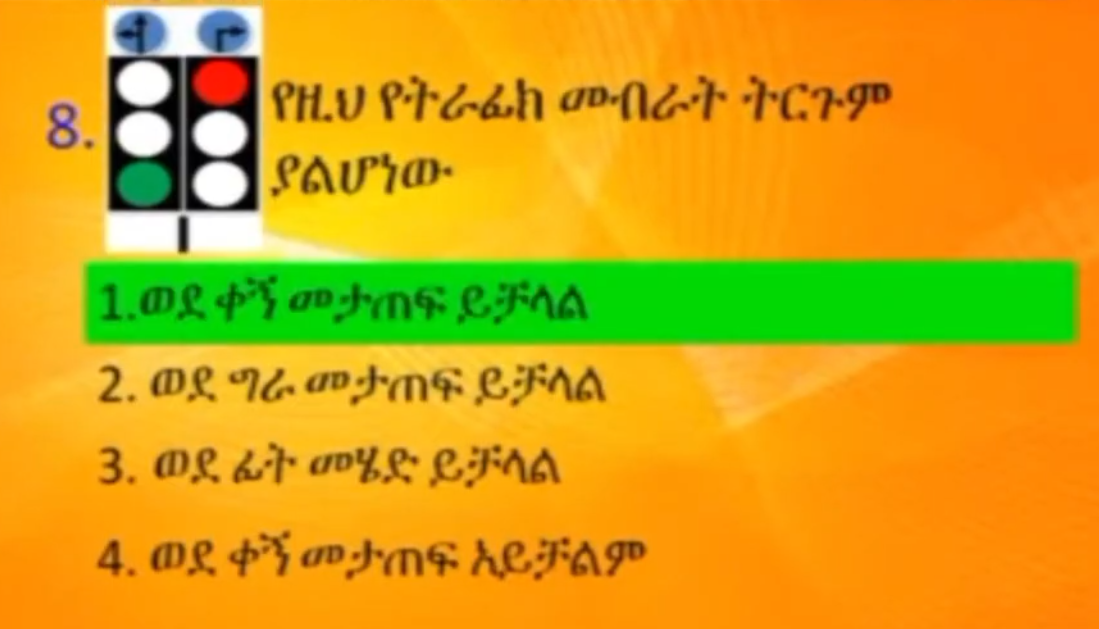 8. የዚህ የትራፊክ መብራት ትርጉም
ያልሆነው
1.ወደ ቀኝ መታጠፍ ይቻላል
2. ወደ ግራ መታጠፍ ይቻላል
3. ወደ ፊት መሄድ ይቻላል
4. ወደ ቀኝ መታጠፍ አይቻልም